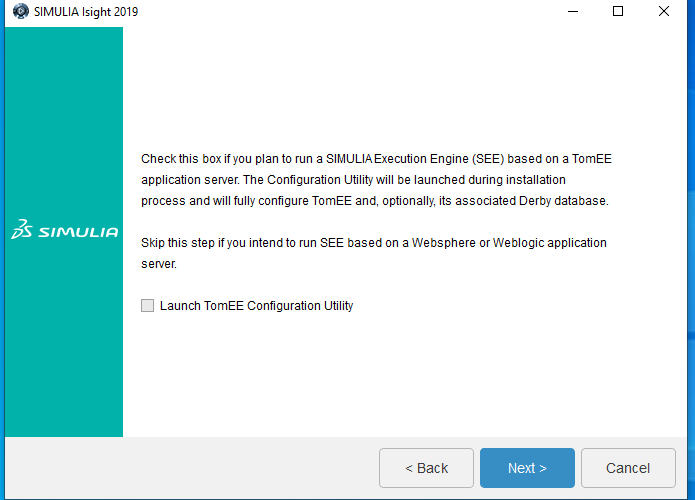 SIMULIA Isight 2019
Check this box if you plan to run a SIMULIA Execution Engine (SEE) based on a TomEE
application server. The Configuration Utility will be launched during installation
process and will fully configure TomEE and, optionally, its associated Derby database.
SIMULIA
Skip this step if you intend to run SEE based on a Websphere or Weblogic application
server.
Launch TomEE Configuration Utility
< Back Next > Cancel